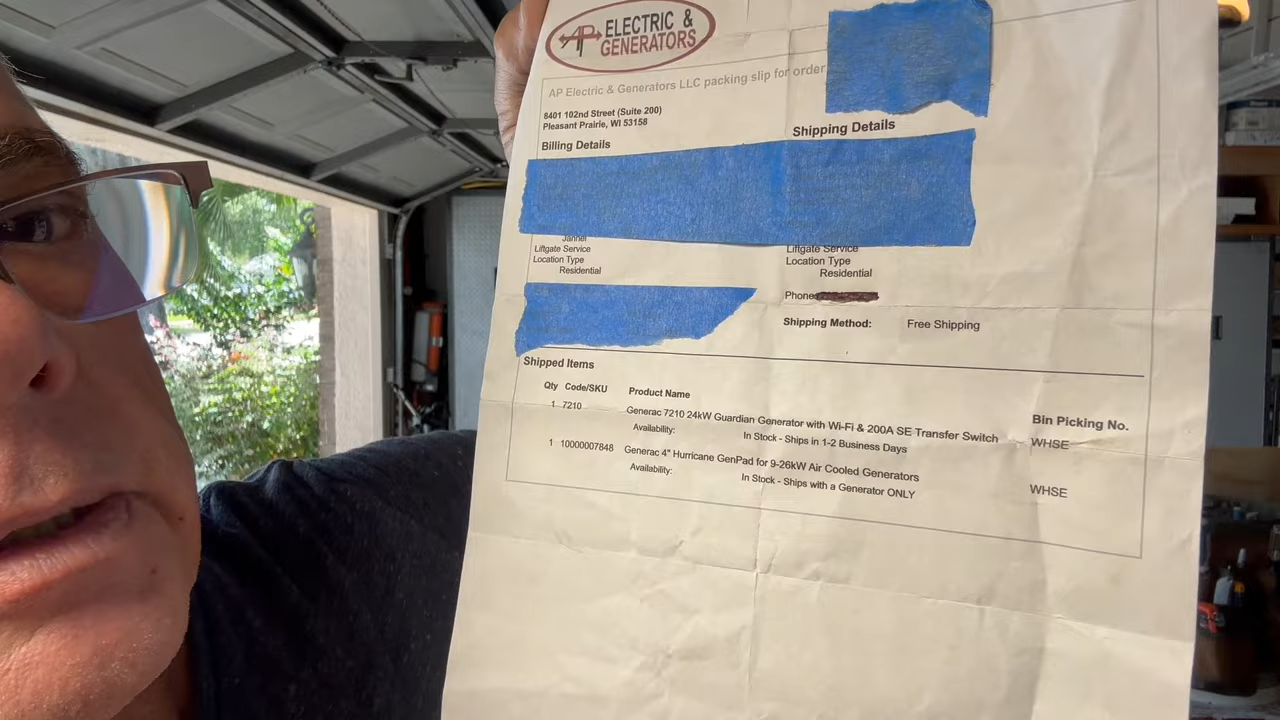 AP ELECTRIC &
GENERATORS
AP Electric & Generators LLC packing slip for order
8401 102nd Street (Suite 200)
Pleasant Prairie, WI 53158
Billing Details
Shipping Details
Liftgate Service
Location Type
Residential
Liftgate Service
Location Type
Residential
Phone
Shipping Method: Free Shipping
Shipped Items
Qty Code/SKU Product Name Bin Picking No.
1 7210 Generac 7210 24kW Guardian Generator with Wi-Fi & 200A SE Transfer Switch WHSE
Availability: In Stock - Ships in 1-2 Business Days
1 10000007848 Generac 4" Hurricane GenPad for 9-26kW Air Cooled Generators WHSE
Availability: In Stock - Ships with a Generator ONLY